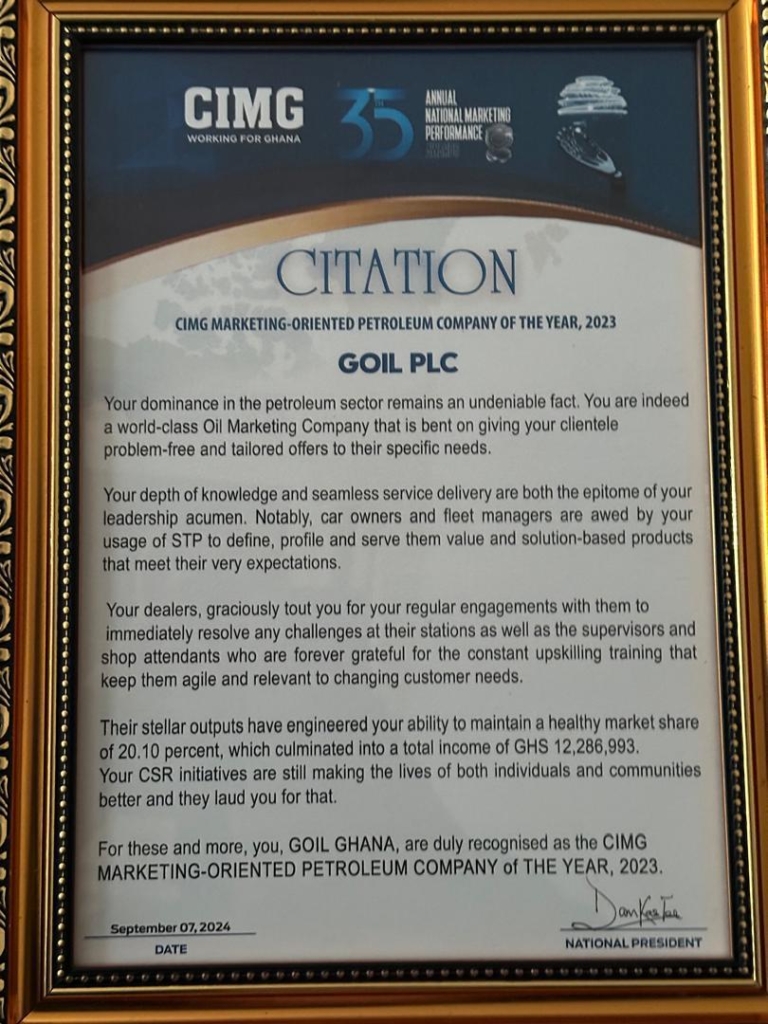 CIMG
WORKING FOR GHANA
35TH
ANNUAL
NATIONAL MARKETING
PERFORMANCE
CITATION
CIMG MARKETING-ORIENTED PETROLEUM COMPANY OF THE YEAR, 2023
GOIL PLC
Your dominance in the petroleum sector remains an undeniable fact. You are indeed
a world-class Oil Marketing Company that is bent on giving your clientele
problem-free and tailored offers to their specific needs.
Your depth of knowledge and seamless service delivery are both the epitome of your
leadership acumen. Notably, car owners and fleet managers are awed by your
usage of STP to define, profile and serve them value and solution-based products
that meet their very expectations.
Your dealers, graciously tout you for your regular engagements with them to
immediately resolve any challenges at their stations as well as the supervisors and
shop attendants who are forever grateful for the constant upskilling training that
keep them agile and relevant to changing customer needs.
Their stellar outputs have engineered your ability to maintain a healthy market share
of 20.10 percent, which culminated into a total income of GHS 12,286,993.
Your CSR initiatives are still making the lives of both individuals and communities
better and they laud you for that.
For these and more, you, GOIL GHANA, are duly recognised as the CIMG
MARKETING-ORIENTED PETROLEUM COMPANY of THE YEAR, 2023.
September 07, 2024
DATE
NATIONAL PRESIDENT